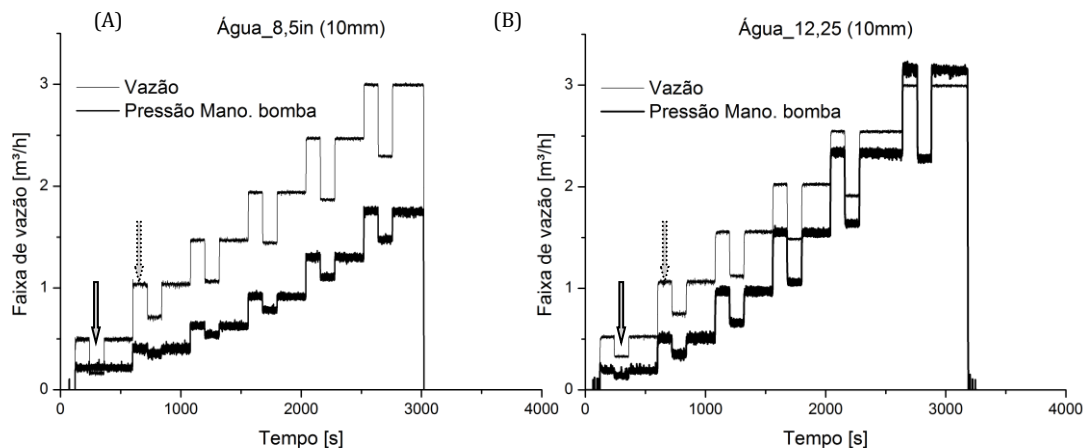 (A)
Água_8,5in (10mm)
Vazão
Pressão Mano. bomba
Faixa de vazão [m³/h]
3
2
1
0
0 1000 2000 3000 4000
Tempo [s]
(B)
Água_12,25 (10mm)
Vazão
Pressão Mano. bomba
Faixa de vazão [m³/h]
3
2
1
0
0 1000 2000 3000 4000
Tempo [s]